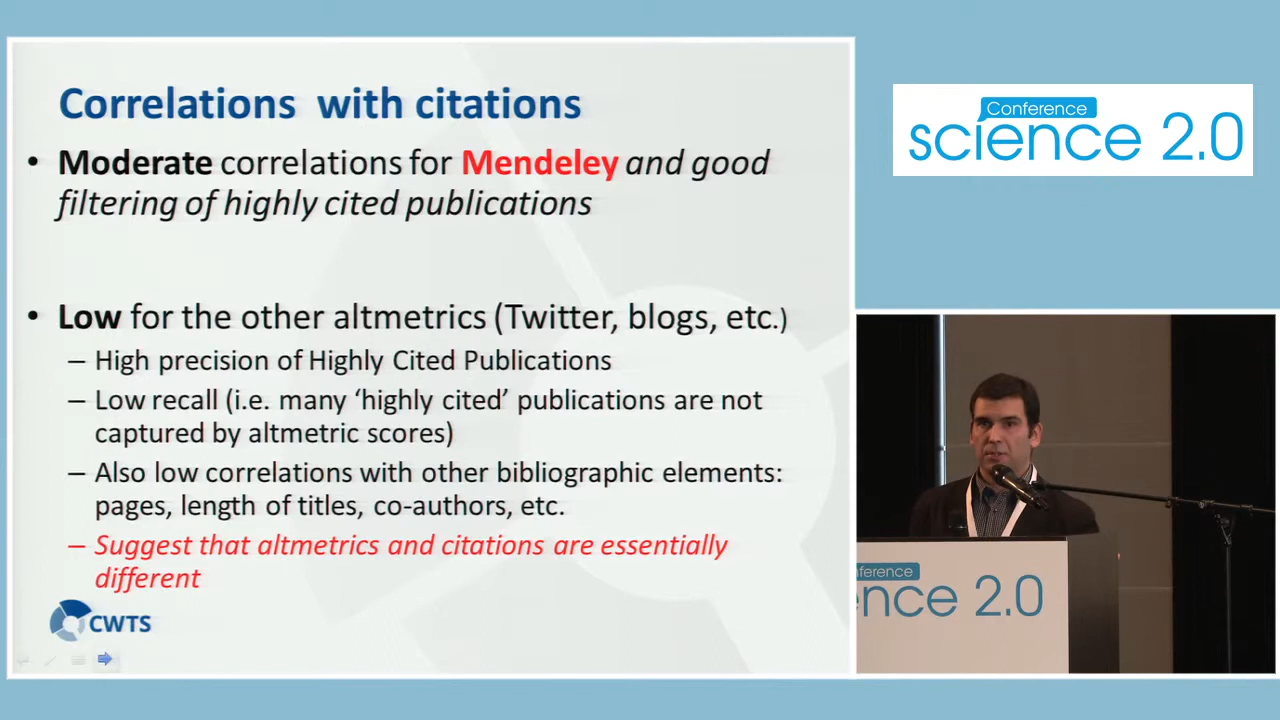 Correlations with citations
• Moderate correlations for Mendeley and good
filtering of highly cited publications
• Low for the other altmetrics (Twitter, blogs, etc.)
– High precision of Highly Cited Publications
– Low recall (i.e. many ‘highly cited’ publications are not
captured by altmetric scores)
– Also low correlations with other bibliographic elements:
pages, length of titles, co-authors, etc.
– Suggest that altmetrics and citations are essentially
different
CWTS
Conference
science 2.0
nference
ence 2.0